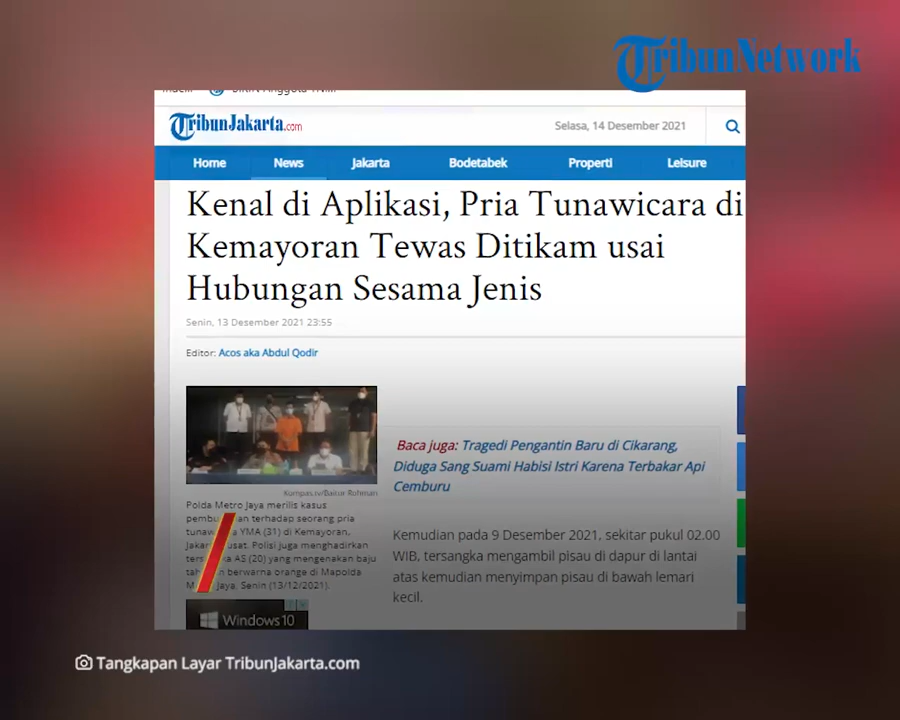 TribunNetwork
TribunJakarta.com
Selasa, 14 Desember 2021
Home News Jakarta Bodetabek Properti Leisure
Kenal di Aplikasi, Pria Tunawicara di
Kemayoran Tewas Ditikam usai
Hubungan Sesama Jenis
Senin, 13 Desember 2021 23:55
Editor: Acos aka Abdul Qodir
Kompas.tv/Baitur Rohman
Polda Metro Jaya merilis kasus
terhadap seorang pria
YMA (31) di Kemayoran,
Polisi juga menghadirkan
AS (20) yang mengenakan baju
berwarna orange di Mapolda
Jaya, Senin (13/12/2021).
Windows 10
Baca juga: Tragedi Pengantin Baru di Cikarang,
Diduga Sang Suami Habisi Istri Karena Terbakar Api
Cemburu
Kemudian pada 9 Desember 2021, sekitar pukul 02.00
WIB, tersangka mengambil pisau di dapur di lantai
atas kemudian menyimpan pisau di bawah lemari
kecil.
Tangkapan Layar TribunJakarta.com